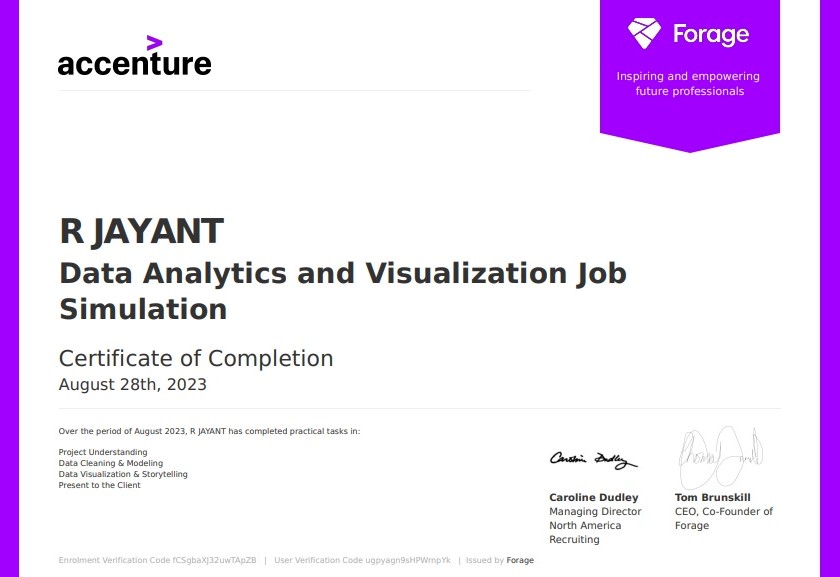 accenture
Forage
Inspiring and empowering
future professionals
R JAYANT
Data Analytics and Visualization Job
Simulation
Certificate of Completion
August 28th, 2023
Over the period of August 2023, R JAYANT has completed practical tasks in:
Project Understanding
Data Cleaning & Modeling
Data Visualization & Storytelling
Present to the Client
Caroline Dudley
Caroline Dudley
Managing Director
North America
Recruiting
Tom Brunskill
CEO, Co-Founder of
Forage
Enrolment Verification Code fCSgbaXJ32uwTApZB | User Verification Code ugpyagn9sHPWmpYk | Issued by Forage